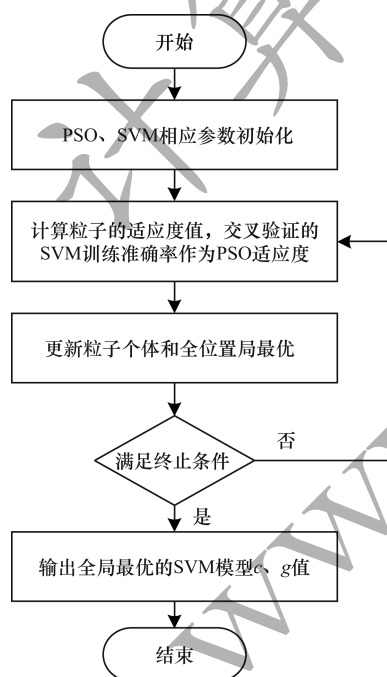 开始
PSO、SVM相应参数初始化
计算粒子的适应度值，交叉验证的
SVM训练准确率作为PSO适应度
更新粒子个体和全位置局最优
满足终止条件
否
是
输出全局最优的SVM模型c、g值
结束
计算
www